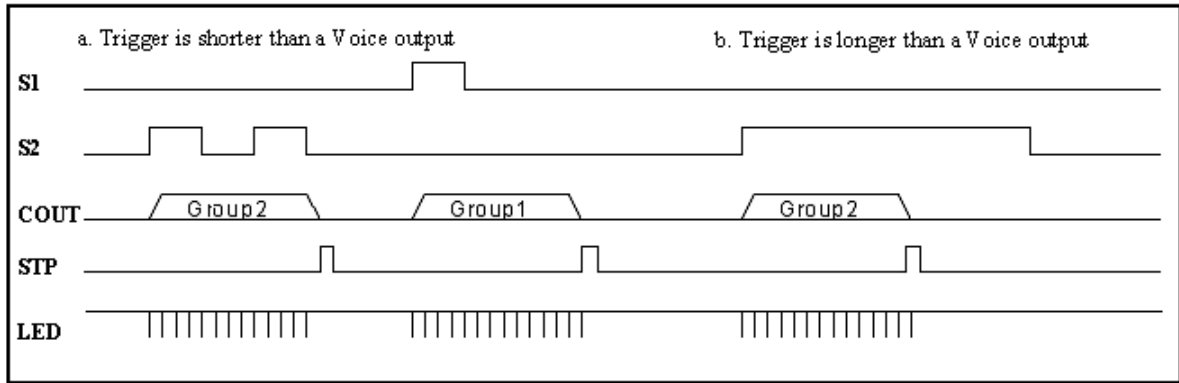 a. Trigger is shorter than a Voice output
b. Trigger is longer than a Voice output
S1
S2
COUT
Group2
Group1
Group2
STP
LED